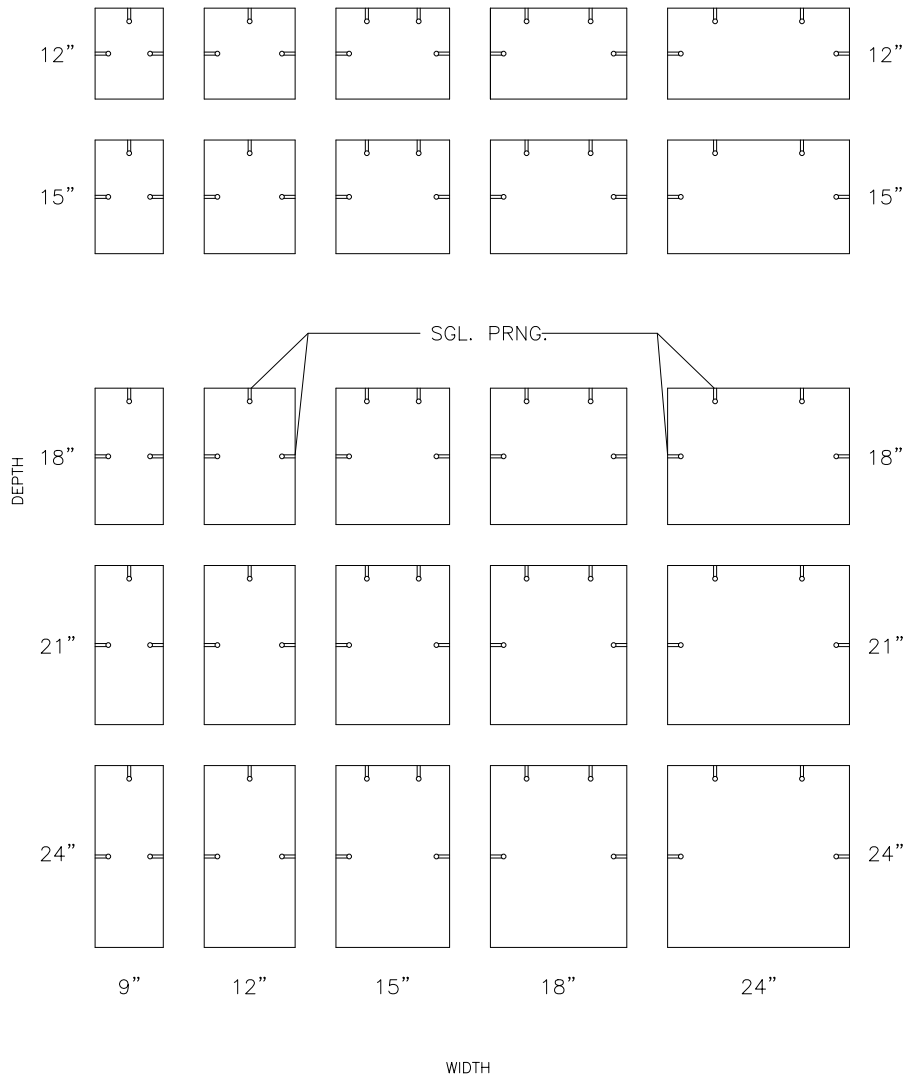 12” 12”
15” 15”
SGL. PRNG.
DEPTH
18” 18”
21” 21”
24” 24”
9” 12” 15” 18” 24”
WIDTH